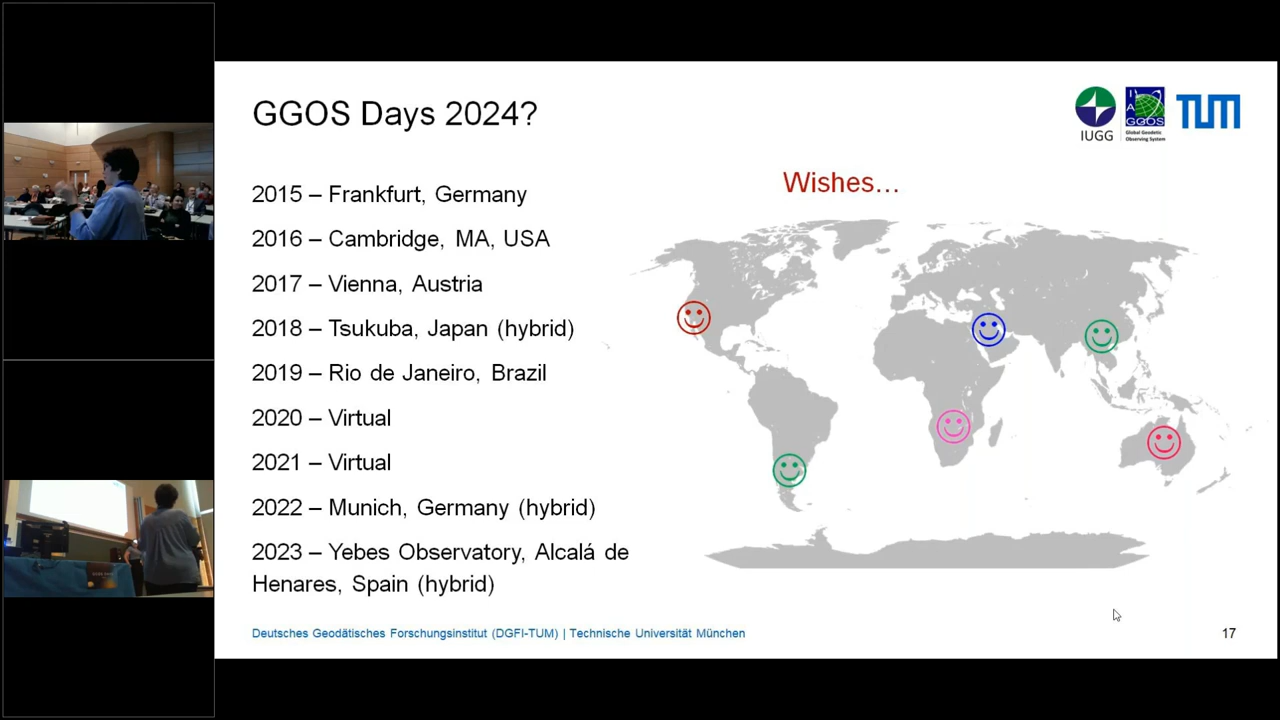 GGOS Days 2024?
IUGG
IAG
GGOS
Global Geodetic
Observing System
TUM
Wishes...
2015 – Frankfurt, Germany
2016 – Cambridge, MA, USA
2017 – Vienna, Austria
2018 – Tsukuba, Japan (hybrid)
2019 – Rio de Janeiro, Brazil
2020 – Virtual
2021 – Virtual
2022 – Munich, Germany (hybrid)
2023 – Yebes Observatory, Alcalá de
Henares, Spain (hybrid)
Deutsches Geodätisches Forschungsinstitut (DGFI-TUM) | Technische Universität München
17